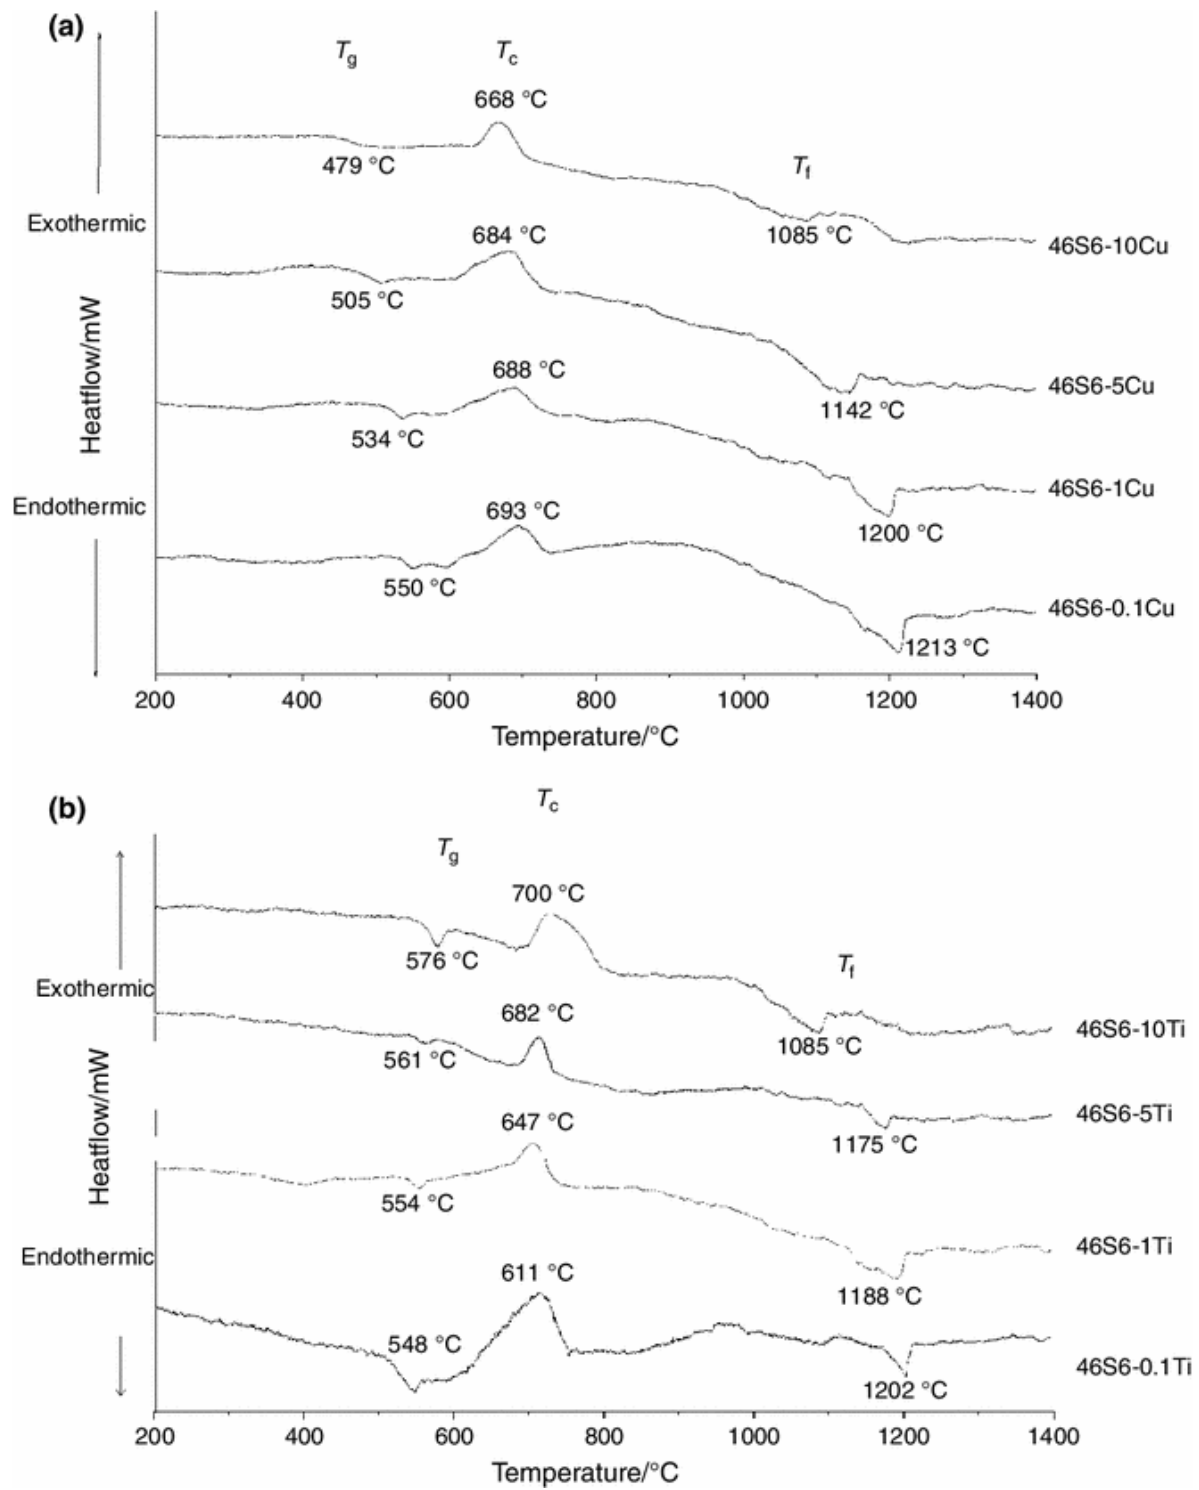 (a)
Tg Tc
668 °C
479 °C
Tf
1085 °C
46S6-10Cu
Exothermic
684 °C
505 °C
1142 °C
46S6-5Cu
Heatflow/mW
688 °C
534 °C
1200 °C
46S6-1Cu
Endothermic
693 °C
550 °C
1213 °C
46S6-0.1Cu
200 400 600 800 1000 1200 1400
Temperature/°C
(b)
Tc
Tg
700 °C
576 °C
Tf
1085 °C
46S6-10Ti
Exothermic
682 °C
561 °C
1175 °C
46S6-5Ti
Heatflow/mW
647 °C
554 °C
1188 °C
46S6-1Ti
Endothermic
611 °C
548 °C
1202 °C
46S6-0.1Ti
200 400 600 800 1000 1200 1400
Temperature/°C